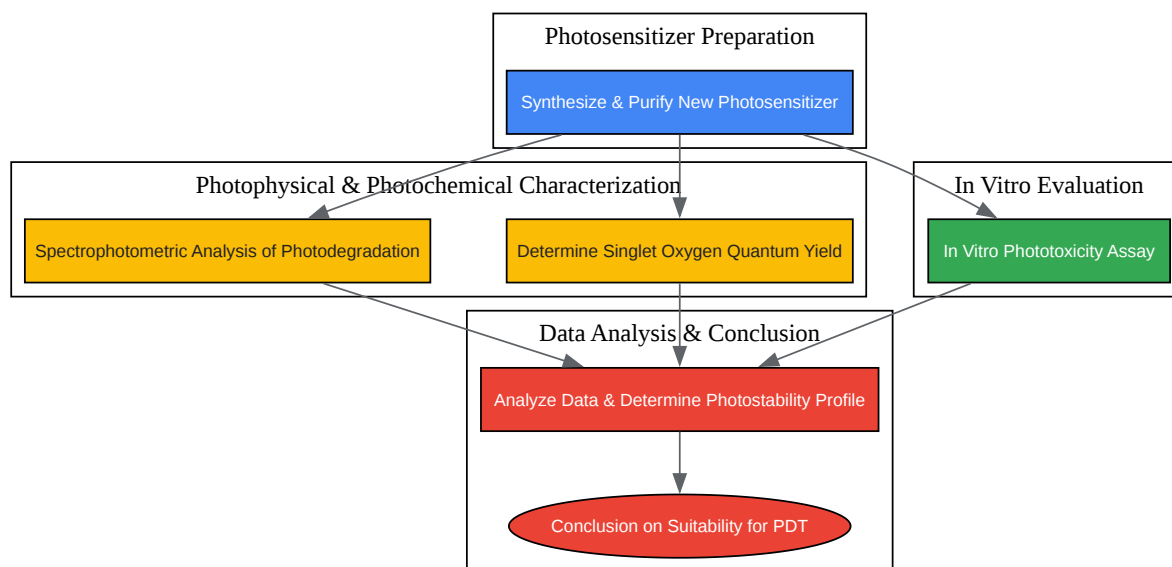 Photosensitizer Preparation
Synthesize & Purify New Photosensitizer
Photophysical & Photochemical Characterization
In Vitro Evaluation
Spectrophotometric Analysis of Photodegradation
Determine Singlet Oxygen Quantum Yield
In Vitro Phototoxicity Assay
Data Analysis & Conclusion
Analyze Data & Determine Photostability Profile
Conclusion on Suitability for PDT